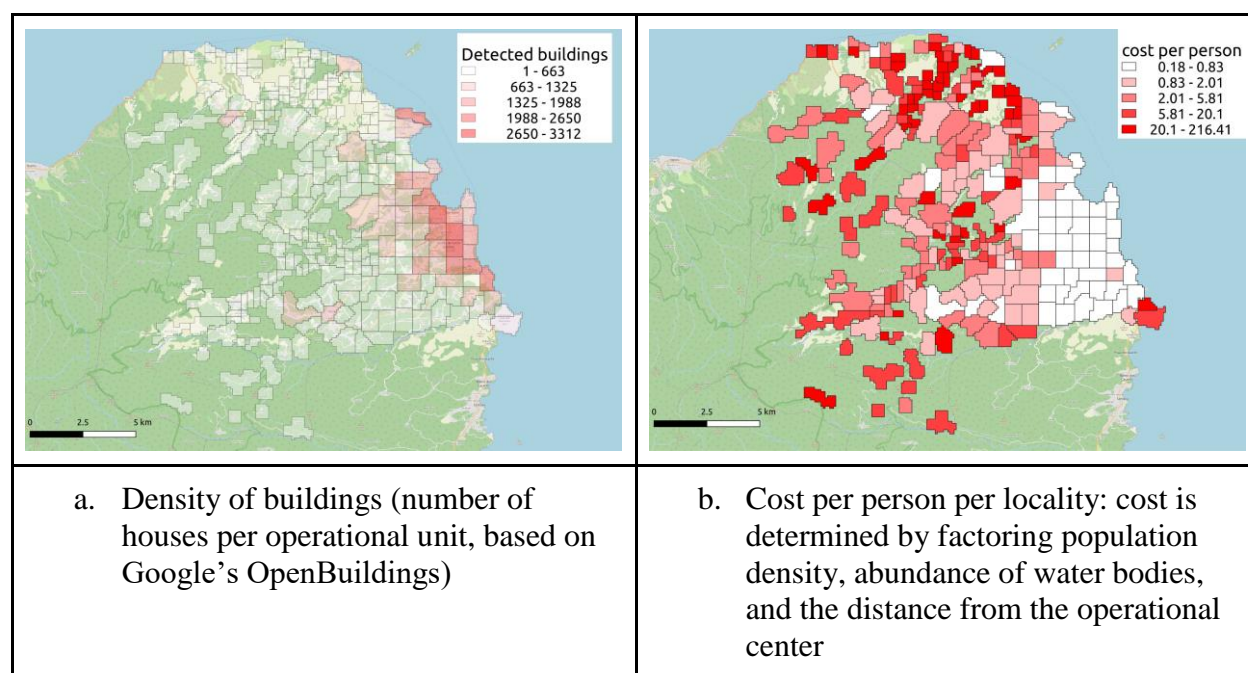 Detected buildings
1 - 663
663 - 1325
1325 - 1988
1988 - 2650
2650 - 3312
0 2.5 5 km
cost per person
0.18 - 0.83
0.83 - 2.01
2.01 - 5.81
5.81 - 20.1
20.1 - 216.41
0 2.5 5 km
a. Density of buildings (number of
houses per operational unit, based on
Google’s OpenBuildings)
b. Cost per person per locality: cost is
determined by factoring population
density, abundance of water bodies,
and the distance from the operational
center